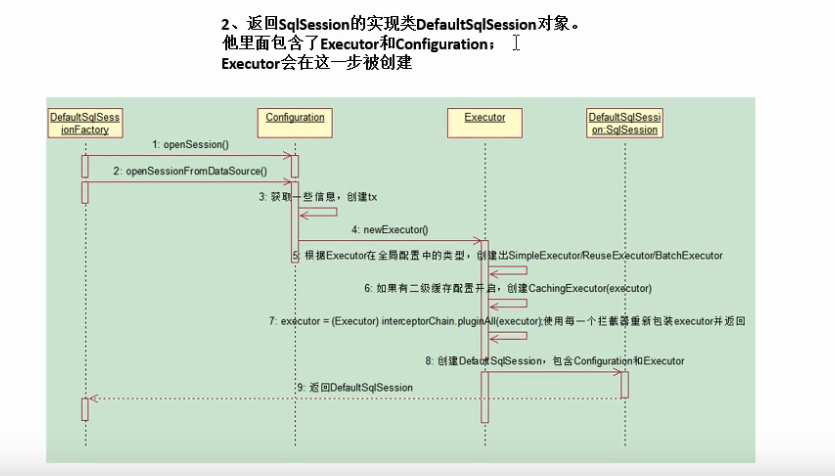 2、返回SqlSession的实现类DefaultSqlSession对象。
他里面包含了Executor和Configuration；
Executor会在这一步被创建
DefaultSqlSess
ionFactory
Configuration
Executor
DefaultSqlSessi
on:SqlSession
1: openSession()
2: openSessionFromDataSource()
3: 获取一些信息，创建tx
4: newExecutor()
5: 根据Executor在全局配置中的类型，创建出SimpleExecutor/ReuseExecutor/BatchExecutor
6: 如果有二级缓存配置开启，创建CachingExecutor(executor)
7: executor = (Executor) interceptorChain.pluginAll(executor);使用每一个拦截器重新包装executor并返回
8: 创建DefaultSqlSession，包含Configuration和Executor
9: 返回DefaultSqlSession